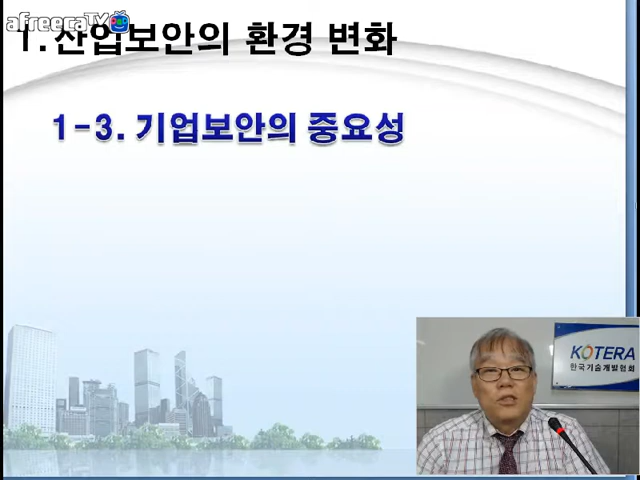 afreecaTV
1. 산업보안의 환경 변화
1-3. 기업보안의 중요성
KOTERA
한국기술개발협회